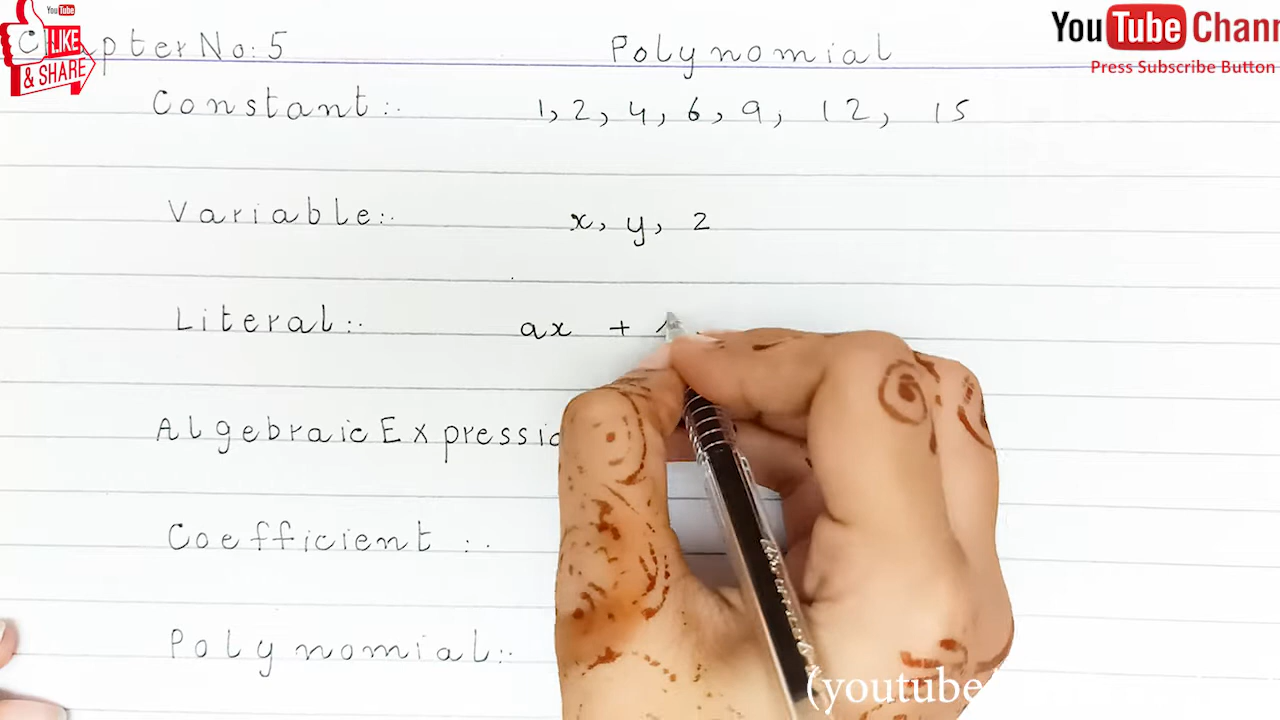 YouTube
LIKE
& SHARE
YouTube Chann
Press Subscribe Button
Chapter No: 5 Polynomial
Constant:. 1, 2, 4, 6, 9, 12, 15
Variable:. x, y, z
Literal:. ax +
Algebraic Expressio
Coefficient :.
Polynomial:.
(youtube